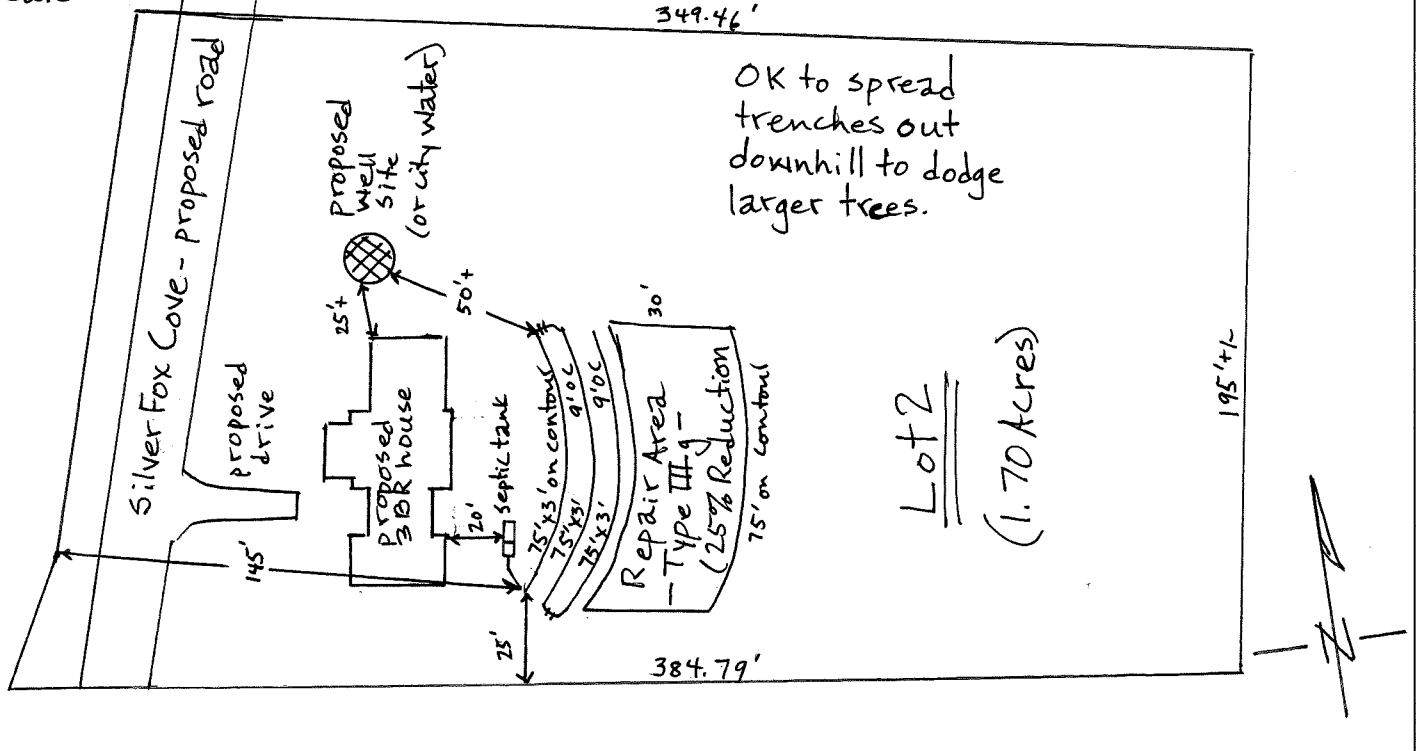 349.46'
Silver Fox Cove - proposed road
proposed
well
site
(or city water)
OK to spread
trenches out
downhill to dodge
larger trees.
25'+
50'+
proposed
drive
proposed
3BR house
20'
septic tank
75'x3' on contour
9' OC
75'x3'
9' OC
75'x3'
30'
Repair Area
- Type III g -
(25% Reduction
75' on contour
Lot 2
(1.70 Acres)
195' +/-
145'
25'
384.79'
N